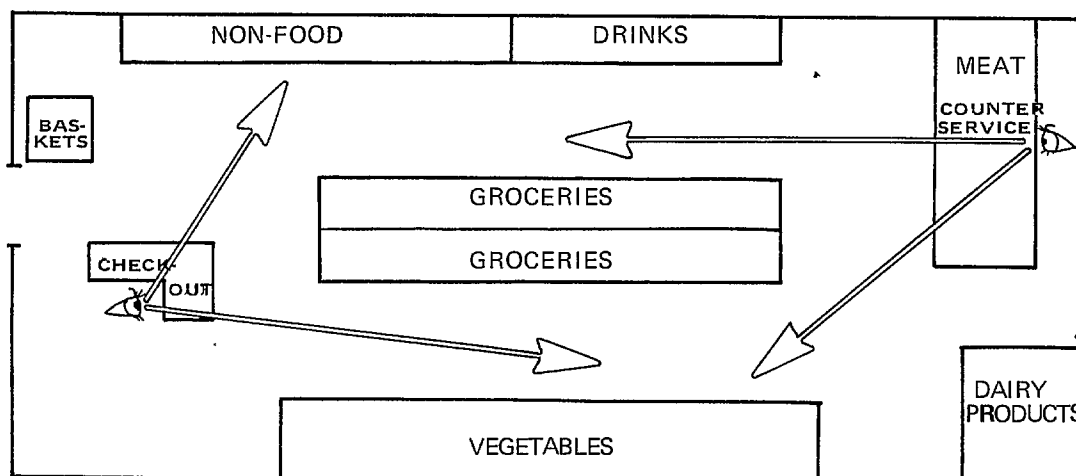 NON-FOOD
DRINKS
MEAT
COUNTER
SERVICE
BAS-
KETS
GROCERIES
GROCERIES
CHECK-
OUT
DAIRY
PRODUCTS
VEGETABLES